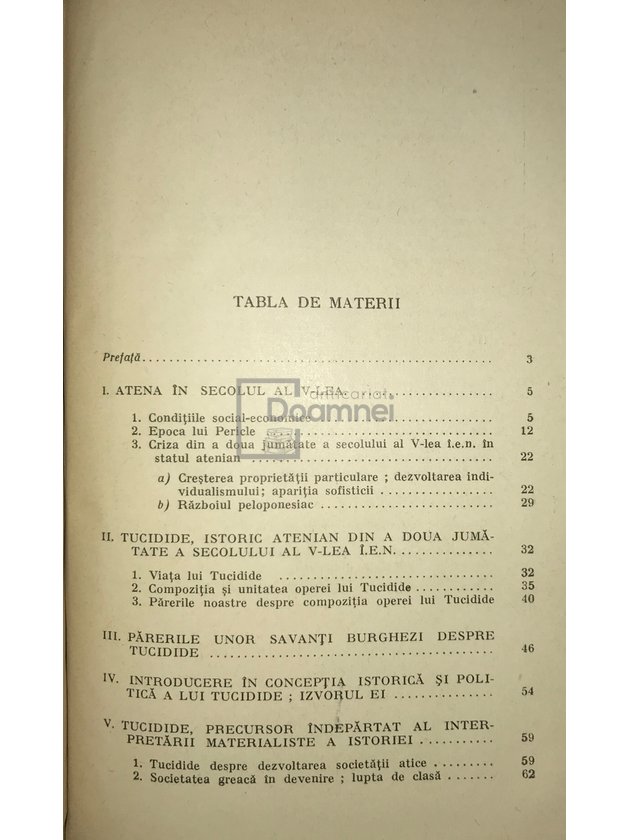 TABLA DE MATERII
Prefață 3
I. ATENA ÎN SECOLUL AL V-LEA 5
anticariat
Doamnei
1. Condițiile social-economice 5
2. Epoca lui Pericle 12
3. Criza din a doua jumătate a secolului al V-lea î.e.n. în
statul atenian 22
a) Creșterea proprietății particulare ; dezvoltarea indi-
vidualismului; apariția sofisticii 22
b) Războiul peloponesiac 29
II. TUCIDIDE, ISTORIC ATENIAN DIN A DOUA JUMĂ-
TATE A SECOLULUI AL V-LEA Î.E.N. 32
1. Viața lui Tucidide 32
2. Compoziția și unitatea operei lui Tucidide 35
3. Părerile noastre despre compoziția operei lui Tucidide 40
III. PĂRERILE UNOR SAVANȚI BURGHEZI DESPRE
TUCIDIDE 46
IV. INTRODUCERE ÎN CONCEPȚIA ISTORICĂ ȘI POLI-
TICĂ A LUI TUCIDIDE ; IZVORUL EI 54
V. TUCIDIDE, PRECURSOR ÎNDEPĂRTAT AL INTER-
PRETĂRII MATERIALISTE A ISTORIEI 59
1. Tucidide despre dezvoltarea societății atice 59
2. Societatea greacă în devenire ; lupta de clasă 62